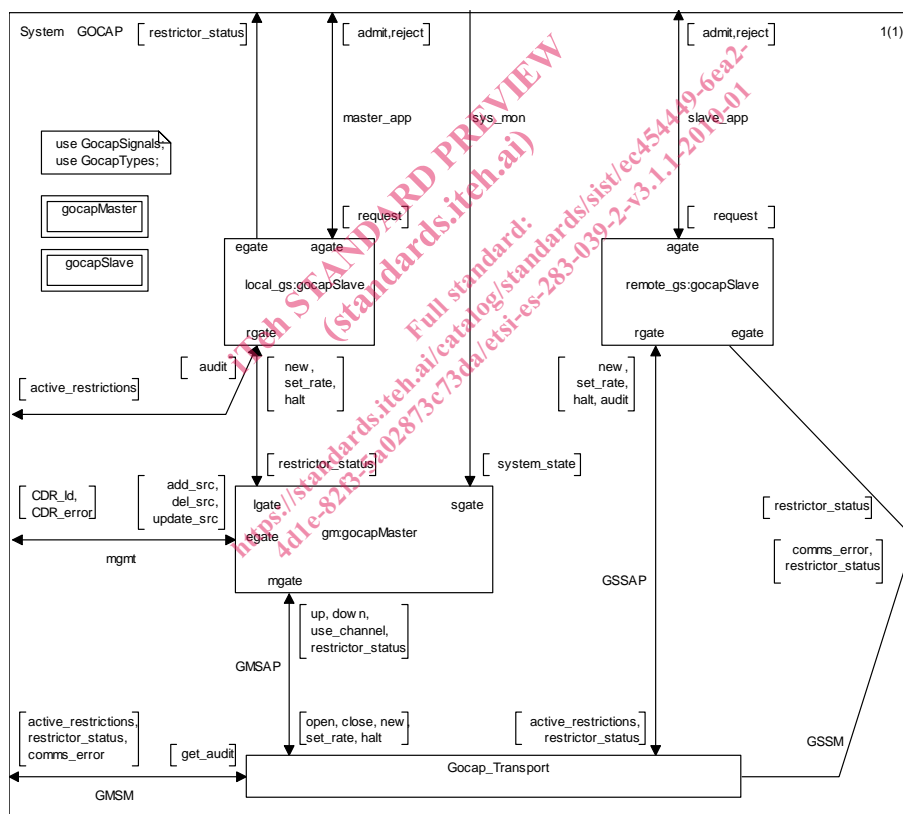 System GOCAP
restrictor_status
admit,reject
admit,reject
1(1)
master_app
sys_mon
slave_app
use GocapSignals;
use GocapTypes;
gocapMaster
gocapSlave
request
request
egate
agate
local_gs:gocapSlave
rgate
agate
remote_gs:gocapSlave
rgate
egate
audit
active_restrictions
new,
set_rate,
halt
new,
set_rate,
halt, audit
restrictor_status
system_state
CDR_Id,
CDR_error
add_src,
del_src,
update_src
mgmt
lgate
sgate
egate
gm:gocapMaster
mgate
restrictor_status
comms_error,
restrictor_status
GSSAP
up, down,
use_channel,
restrictor_status
GMSAP
active_restrictions,
restrictor_status,
comms_error
get_audit
open, close, new,
set_rate, halt
active_restrictions,
restrictor_status
GSSM
Gocap_Transport
GMSM
iTeh STANDARD PREVIEW
(standards.iteh.ai)
Full standard:
https://standards.iteh.ai/catalog/standards/sist/ec454449-6ea2-
4d1e-82f3-5a02873c73da/etsi-es-283-039-2-v3.1.1-2010-01